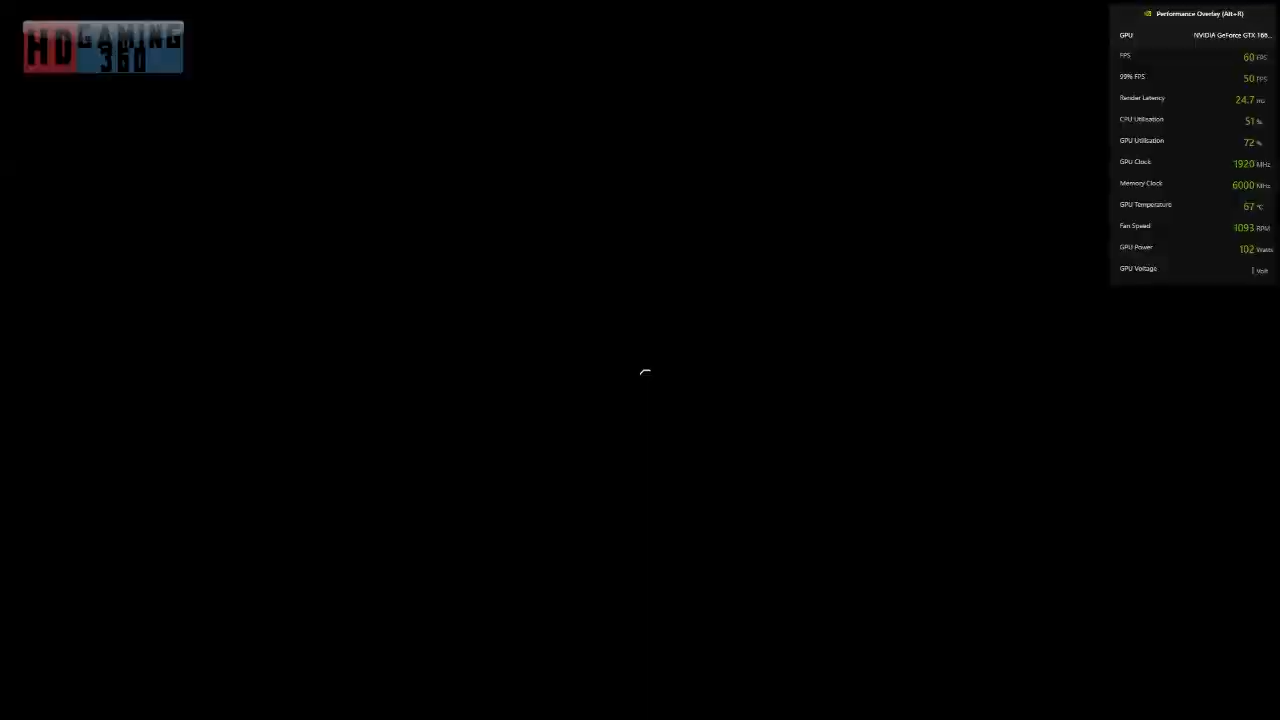 HD GAMING 360
Performance Overlay (Alt+R)
GPU NVIDIA GeForce GTX 166...
FPS 60 FPS
99% FPS 50 FPS
Render Latency 24.7 ms
CPU Utilisation 51 %
GPU Utilisation 72 %
GPU Clock 1920 MHz
Memory Clock 6000 MHz
GPU Temperature 67 °C
Fan Speed 1093 RPM
GPU Power 102 Watts
GPU Voltage 1 Volt